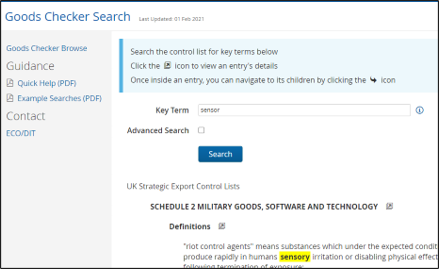 Goods Checker Search Last Updated: 01 Feb 2021
Goods Checker Browse
Guidance
Quick Help (PDF)
Example Searches (PDF)
Contact
ECO/DIT
Search the control list for key terms below
Click the icon to view an entry's details
Once inside an entry, you can navigate to its children by clicking the icon
Key Term sensor
Advanced Search
Search
UK Strategic Export Control Lists
SCHEDULE 2 MILITARY GOODS, SOFTWARE AND TECHNOLOGY
Definitions
"riot control agents" means substances which under the expected condit
produce rapidly in humans sensory irritation or disabling physical effect
following termination of exposure;